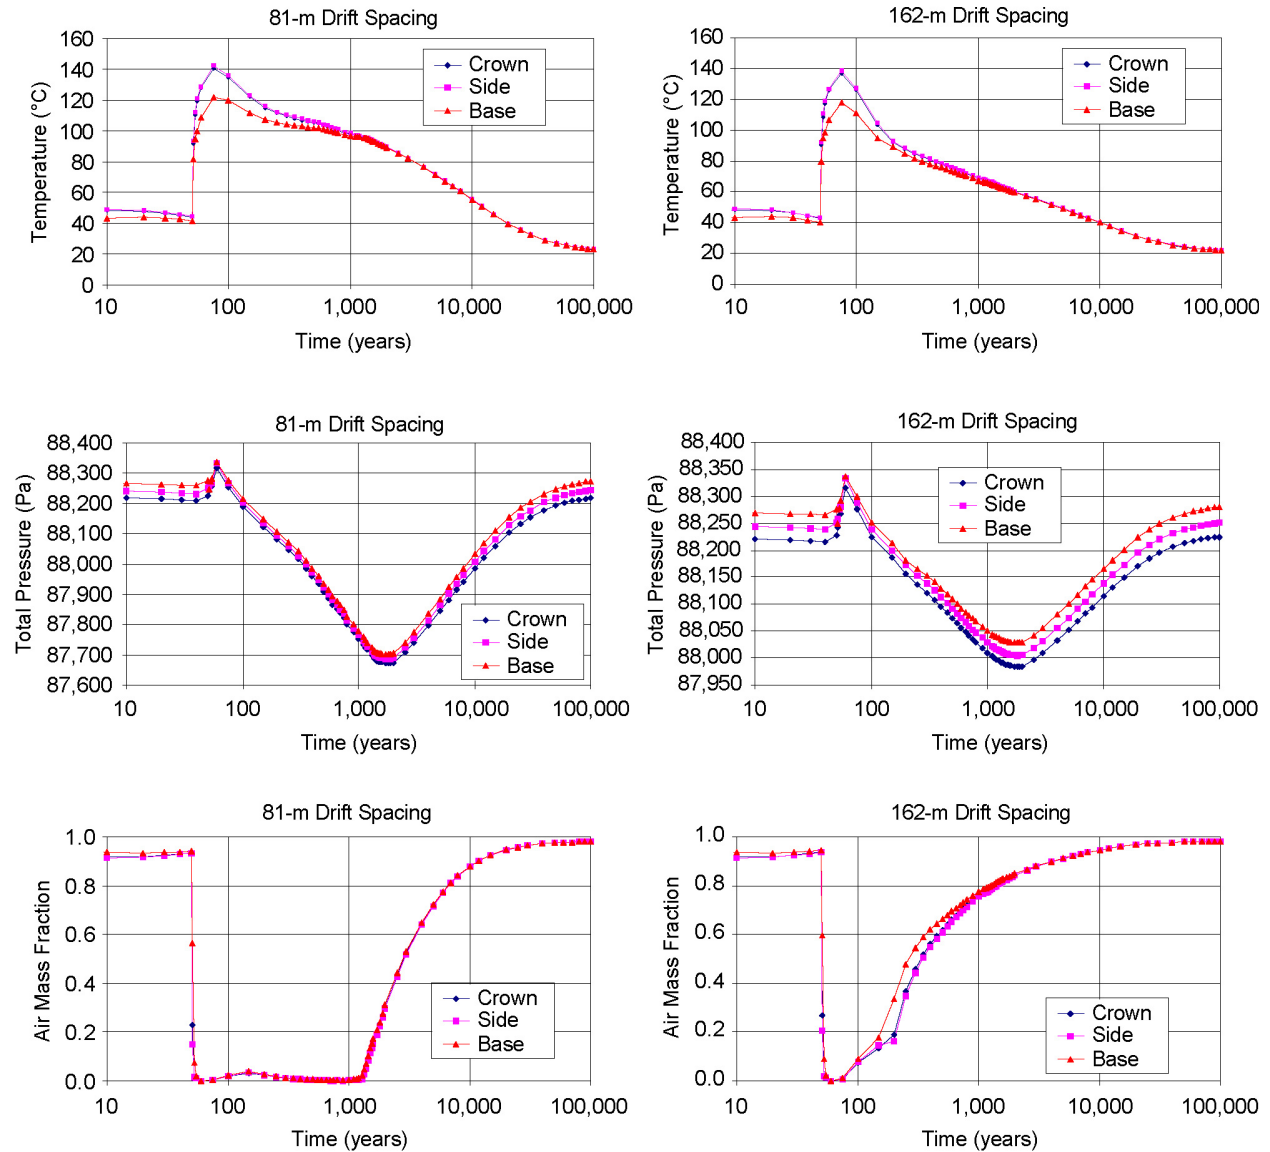 81-m Drift Spacing
160
140
120
100
80
60
40
20
0
Temperature (°C)
Crown
Side
Base
10
100
1,000
10,000
100,000
Time (years)
162-m Drift Spacing
160
140
120
100
80
60
40
20
0
Temperature (°C)
Crown
Side
Base
10
100
1,000
10,000
100,000
Time (years)
81-m Drift Spacing
88,400
88,300
88,200
88,100
88,000
87,900
87,800
87,700
87,600
Total Pressure (Pa)
Crown
Side
Base
10
100
1,000
10,000
100,000
Time (years)
162-m Drift Spacing
88,400
88,350
88,300
88,250
88,200
88,150
88,100
88,050
88,000
87,950
Total Pressure (Pa)
Crown
Side
Base
10
100
1,000
10,000
100,000
Time (years)
81-m Drift Spacing
1.0
0.8
0.6
0.4
0.2
0.0
Air Mass Fraction
Crown
Side
Base
10
100
1,000
10,000
100,000
Time (years)
162-m Drift Spacing
1.0
0.8
0.6
0.4
0.2
0.0
Air Mass Fraction
Crown
Side
Base
10
100
1,000
10,000
100,000
Time (years)